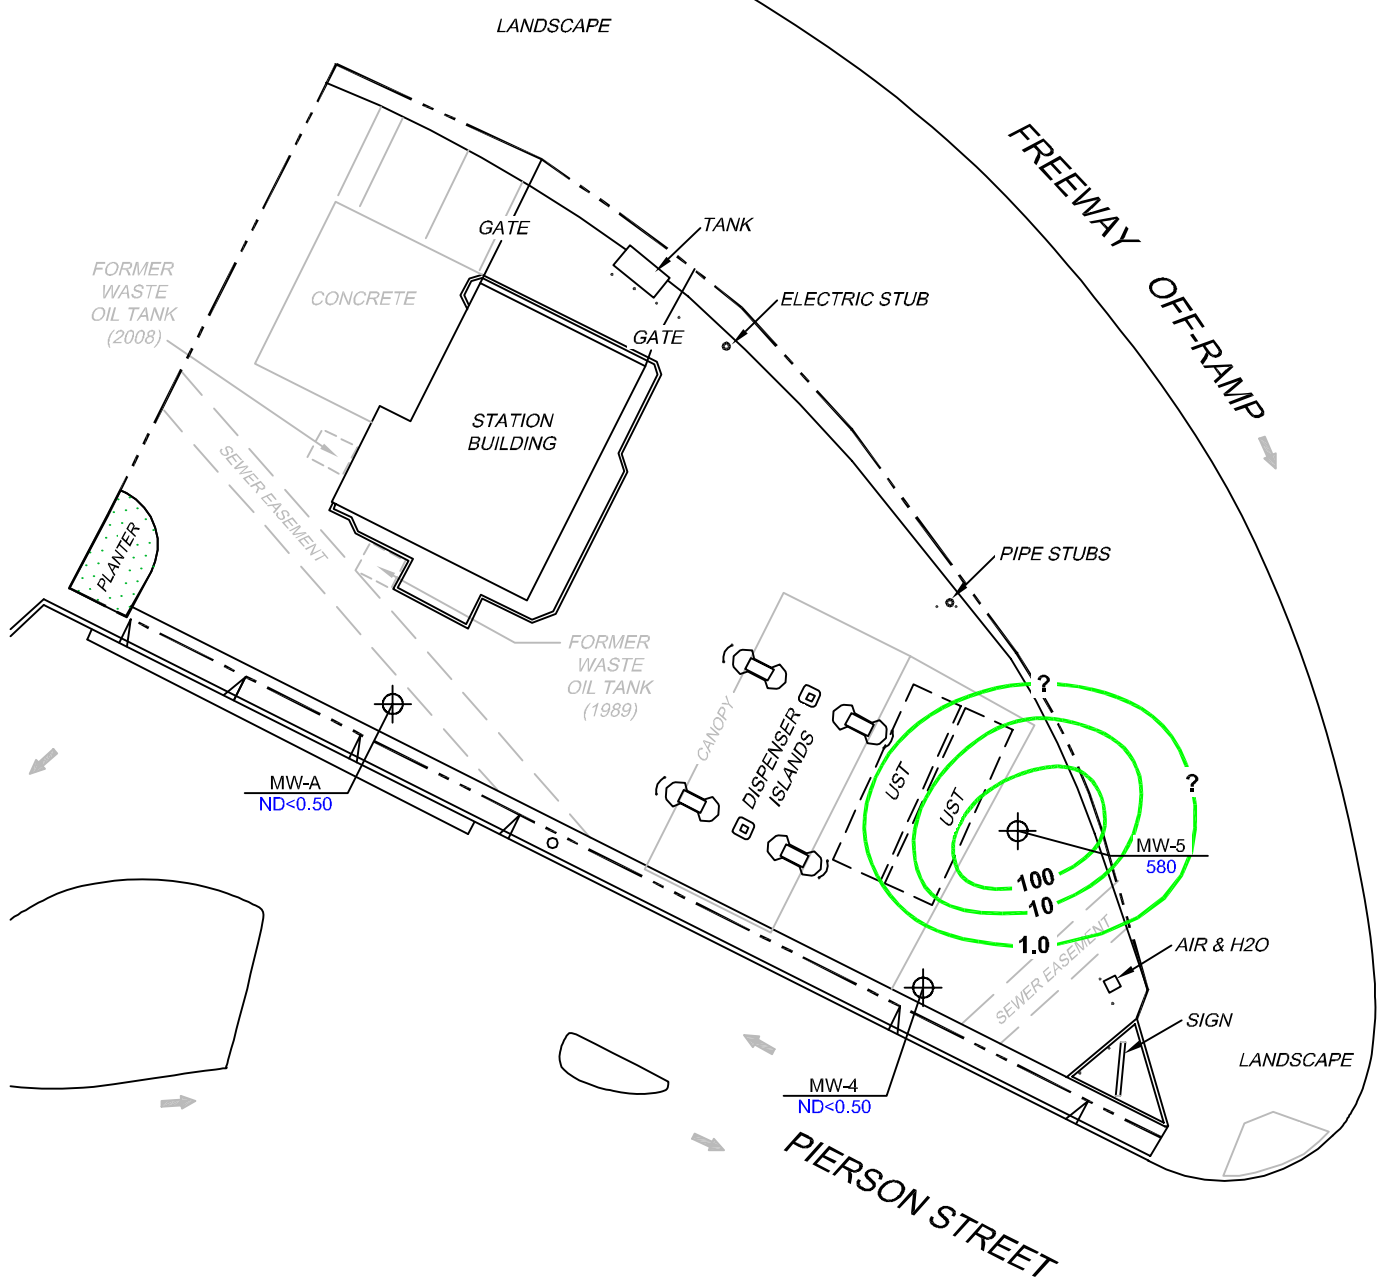 LANDSCAPE
FREEWAY OFF-RAMP
GATE
TANK
FORMER
WASTE
OIL TANK
(2008)
CONCRETE
ELECTRIC STUB
GATE
STATION
BUILDING
SEWER EASEMENT
PLANTER
PIPE STUBS
FORMER
WASTE
OIL TANK
(1989)
CANOPY
DISPENSER
ISLANDS
UST
UST
?
?
MW-A
ND<0.50
MW-5
580
100
10
1.0
SEWER EASEMENT
AIR & H2O
SIGN
LANDSCAPE
MW-4
ND<0.50
PIERSON STREET